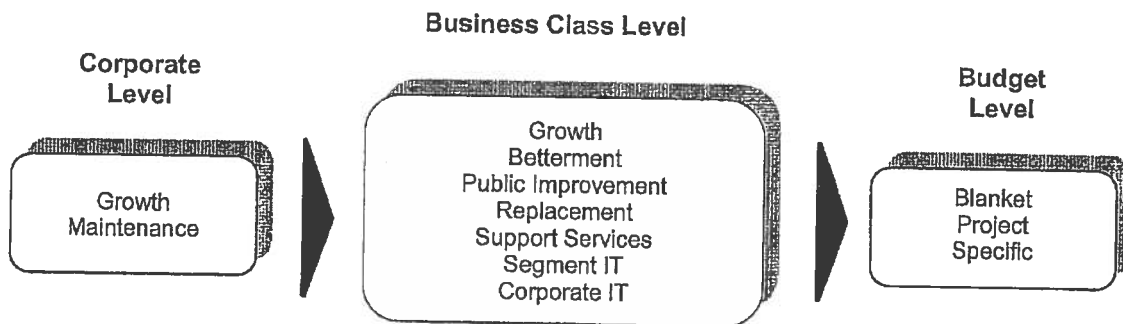 Business Class Level
Corporate
Level
Budget
Level
Growth
Maintenance
Growth
Betterment
Public Improvement
Replacement
Support Services
Segment IT
Corporate IT
Blanket
Project
Specific